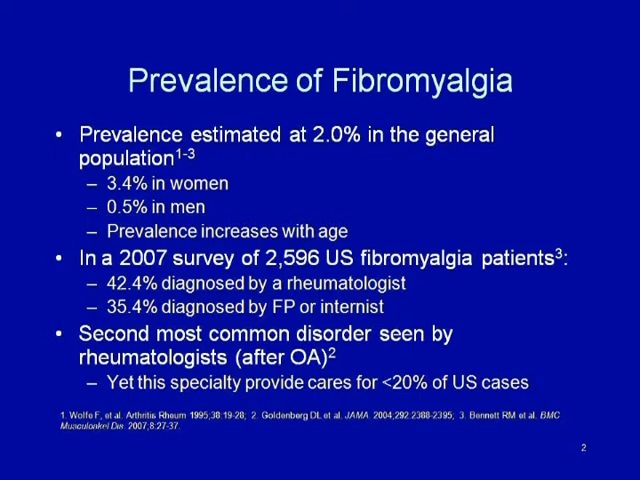 Prevalence of Fibromyalgia
• Prevalence estimated at 2.0% in the general
population1-3
– 3.4% in women
– 0.5% in men
– Prevalence increases with age
• In a 2007 survey of 2,596 US fibromyalgia patients3:
– 42.4% diagnosed by a rheumatologist
– 35.4% diagnosed by FP or internist
• Second most common disorder seen by
rheumatologists (after OA)2
– Yet this specialty provide cares for <20% of US cases
1. Wolfe F, et al. Arthritis Rheum 1995;38:19-28; 2. Goldenberg DL et al. JAMA. 2004;292:2388-2395; 3. Bennett RM et al. BMC
Musculoskel Dis. 2007;8:27-37.
2